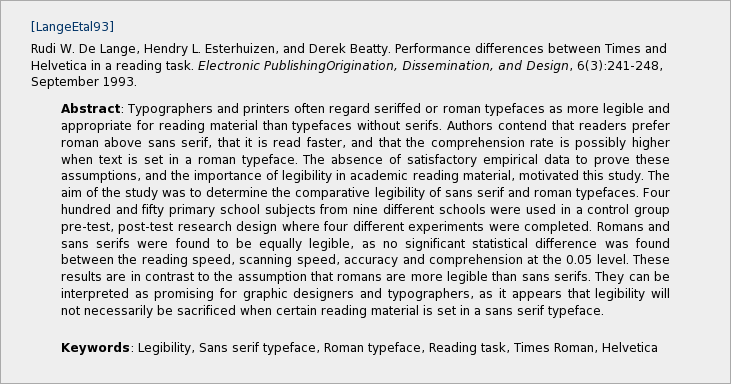 [LangeEtal93]
Rudi W. De Lange, Hendry L. Esterhuizen, and Derek Beatty. Performance differences between Times and
Helvetica in a reading task. Electronic PublishingOrigination, Dissemination, and Design, 6(3):241-248,
September 1993.
Abstract: Typographers and printers often regard seriffed or roman typefaces as more legible and
appropriate for reading material than typefaces without serifs. Authors contend that readers prefer
roman above sans serif, that it is read faster, and that the comprehension rate is possibly higher
when text is set in a roman typeface. The absence of satisfactory empirical data to prove these
assumptions, and the importance of legibility in academic reading material, motivated this study. The
aim of the study was to determine the comparative legibility of sans serif and roman typefaces. Four
hundred and fifty primary school subjects from nine different schools were used in a control group
pre-test, post-test research design where four different experiments were completed. Romans and
sans serifs were found to be equally legible, as no significant statistical difference was found
between the reading speed, scanning speed, accuracy and comprehension at the 0.05 level. These
results are in contrast to the assumption that romans are more legible than sans serifs. They can be
interpreted as promising for graphic designers and typographers, as it appears that legibility will
not necessarily be sacrificed when certain reading material is set in a sans serif typeface.
Keywords: Legibility, Sans serif typeface, Roman typeface, Reading task, Times Roman, Helvetica